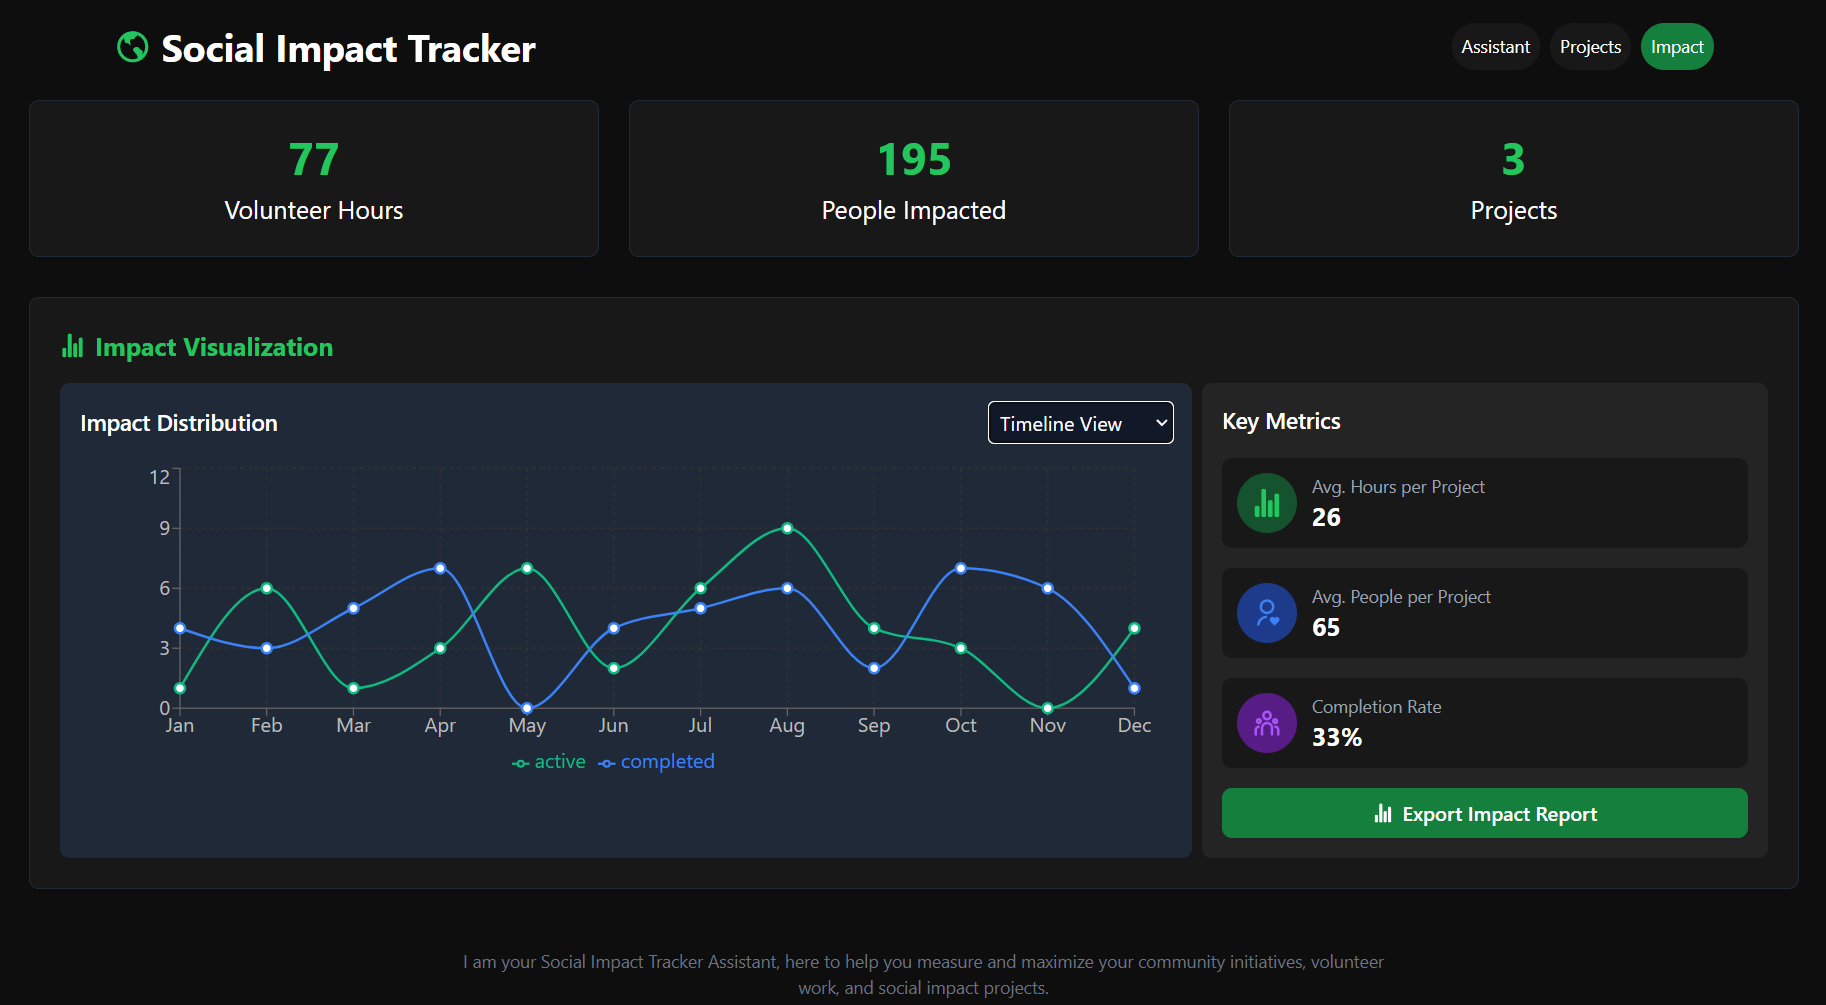 Social Impact Tracker
Assistant
Projects
Impact
77
Volunteer Hours
195
People Impacted
3
Projects
Impact Visualization
Impact Distribution
Timeline View
12
9
6
3
0
Jan Feb Mar Apr May Jun Jul Aug Sep Oct Nov Dec
active completed
Key Metrics
Avg. Hours per Project
26
Avg. People per Project
65
Completion Rate
33%
Export Impact Report
I am your Social Impact Tracker Assistant, here to help you measure and maximize your community initiatives, volunteer
work, and social impact projects.